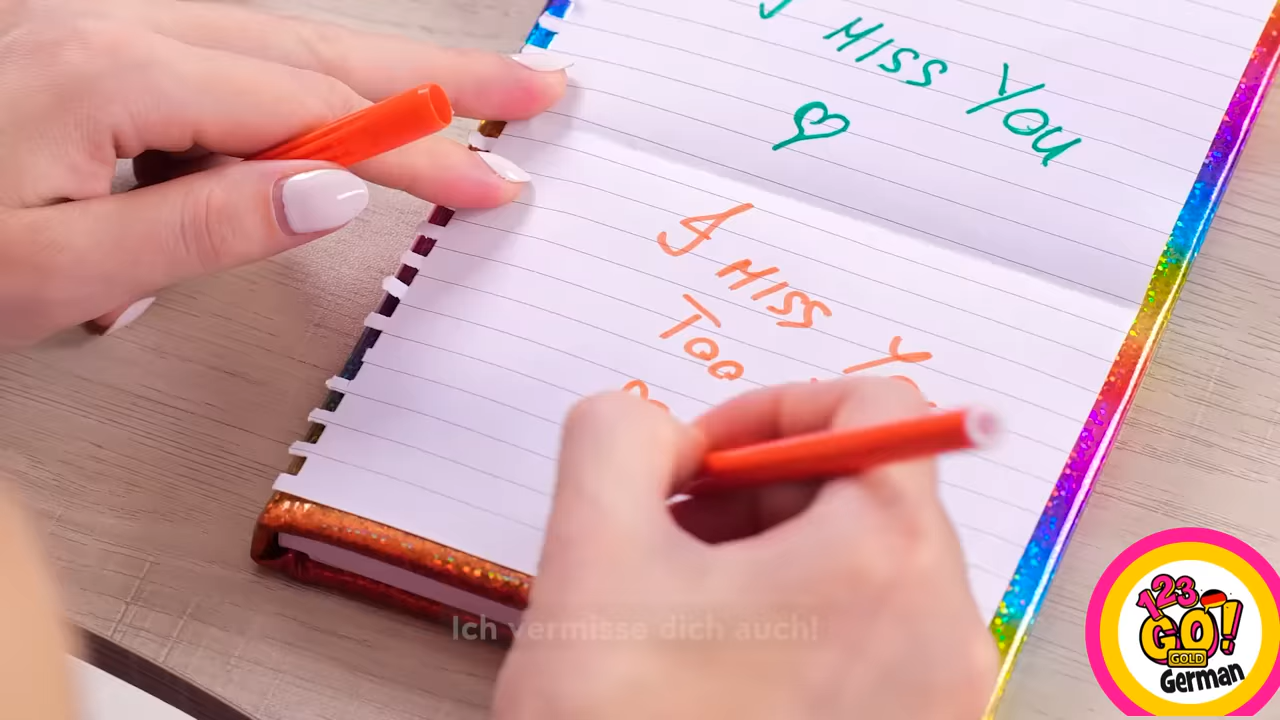 I MISS YOU
I MISS
TOO
Ich vermisse dich auch!
123
GO!
GOLD
German